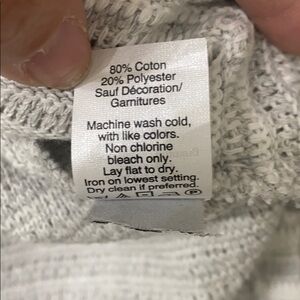 80% Coton
20% Polyester
Sauf Décoration/
Garnitures
Machine wash cold,
with like colors.
Non chlorine
bleach only.
Lay flat to dry.
Iron on lowest setting.
Dry clean if preferred.